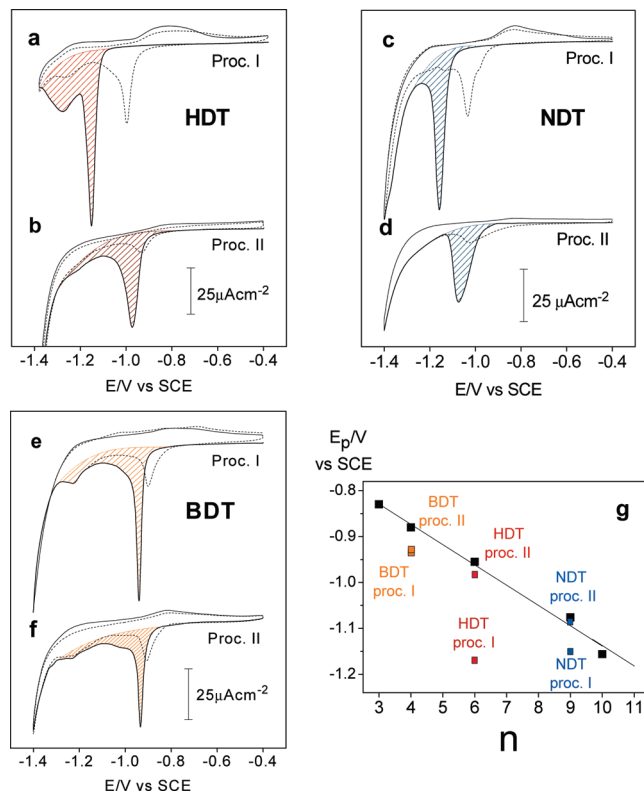 a
Proc. I
HDT
b
Proc. II
25μAcm-2
-1.4 -1.2 -1.0 -0.8 -0.6 -0.4
E/V vs SCE
c
Proc. I
NDT
d
Proc. II
25 μAcm-2
-1.4 -1.2 -1.0 -0.8 -0.6 -0.4
E/V vs SCE
e
Proc. I
BDT
f
Proc. II
25μAcm-2
-1.4 -1.2 -1.0 -0.8 -0.6 -0.4
E/V vs SCE
Ep/V
vs SCE
g
-0.8
-0.9
-1.0
-1.1
-1.2
BDT
proc. II
BDT
proc. I
HDT
proc. II
HDT
proc. I
NDT
proc. II
NDT
proc. I
3 4 5 6 7 8 9 10 11
n